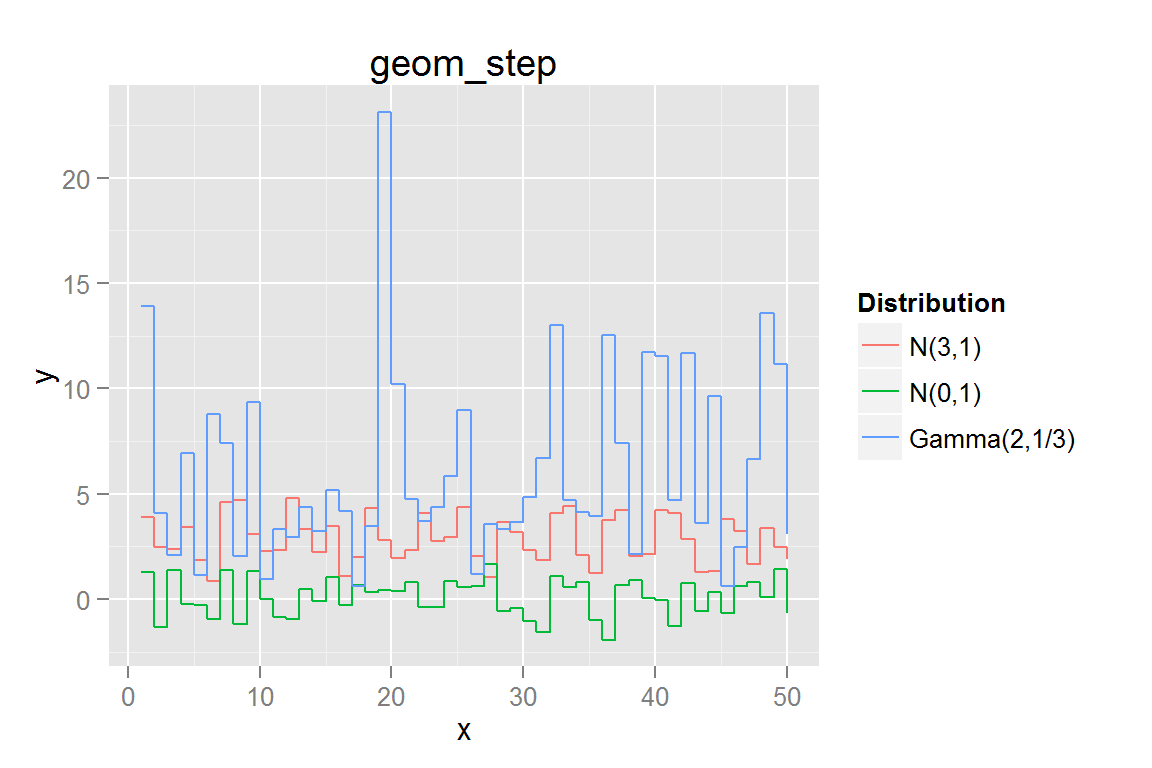 geom_step
y
20
15
10
5
0
0 10 20 30 40 50
x
Distribution
N(3,1)
N(0,1)
Gamma(2,1/3)